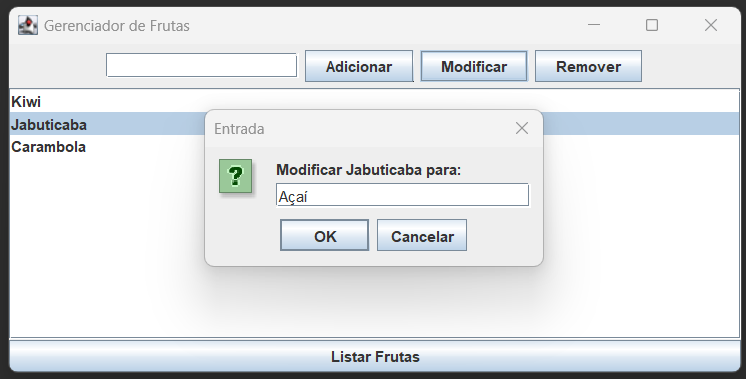 Gerenciador de Frutas
Adicionar Modificar Remover
Kiwi
Jabuticaba
Carambola
Entrada
?
Modificar Jabuticaba para:
Açaí
OK Cancelar
Listar Frutas